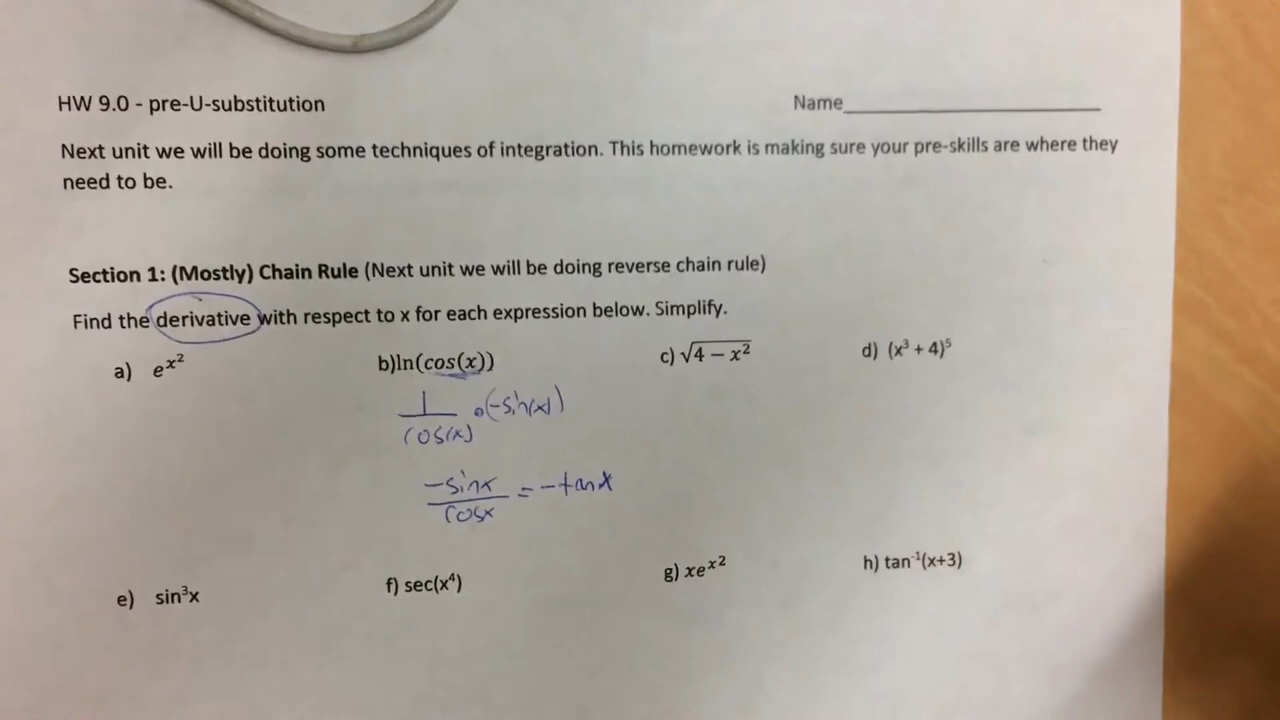 HW 9.0 - pre-U-substitution Name____________________
Next unit we will be doing some techniques of integration. This homework is making sure your pre-skills are where they
need to be.
Section 1: (Mostly) Chain Rule (Next unit we will be doing reverse chain rule)
Find the derivative with respect to x for each expression below. Simplify.
a) e^{x^2} b)ln(cos(x)) c) √(4 − x²) d) (x³ + 4)⁵
1/cos(x) · (-sin(x))
-sinx/cosx = -tanx
e) sin³x f) sec(x⁴) g) xe^{x^2} h) tan⁻¹(x+3)